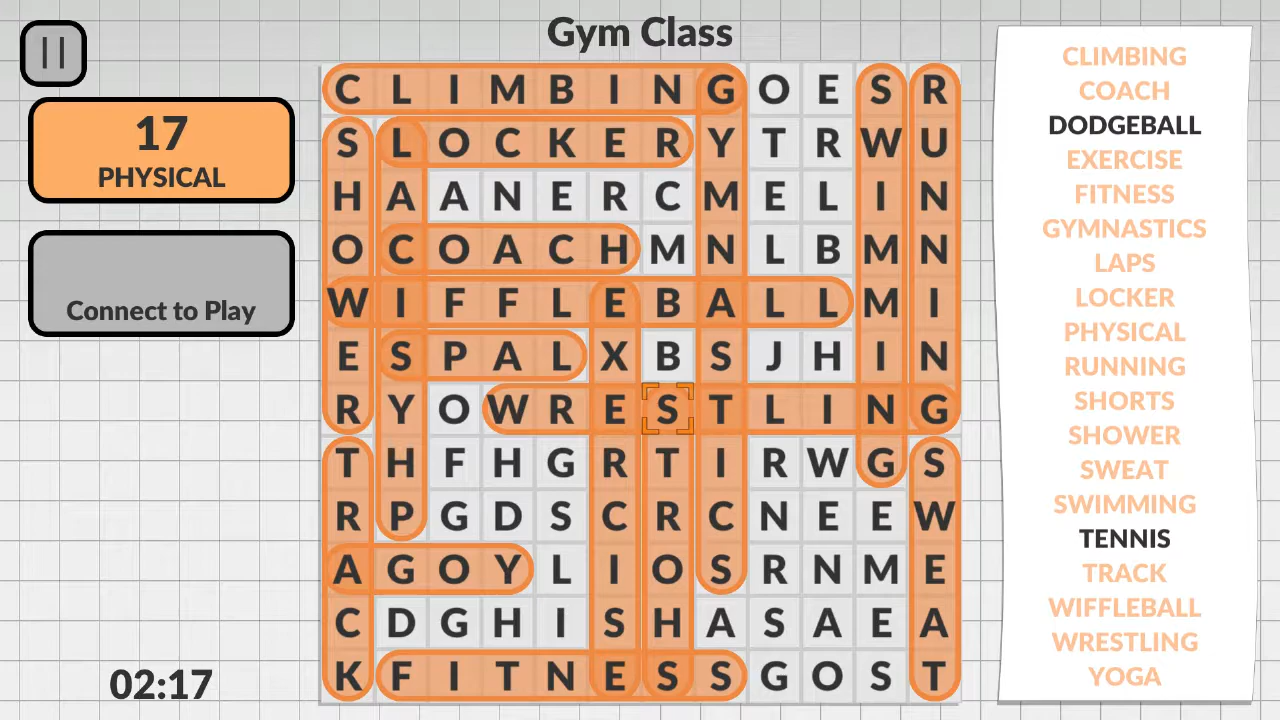 Gym Class
17
PHYSICAL
Connect to Play
02:17
C L I M B I N G O E S R
S L O C K E R Y T R W U
H A A N E R C M E L I N
O C O A C H M N L B M N
W I F F L E B A L L M I
E S P A L X B S J H I N
R Y O W R E S T L I N G
T H F H G R T I R W G S
R P G D S C R C N E E W
A G O Y L I O S R N M E
C D G H I S H A S A E A
K F I T N E S S G O S T
CLIMBING
COACH
DODGEBALL
EXERCISE
FITNESS
GYMNASTICS
LAPS
LOCKER
PHYSICAL
RUNNING
SHORTS
SHOWER
SWEAT
SWIMMING
TENNIS
TRACK
WIFFLEBALL
WRESTLING
YOGA